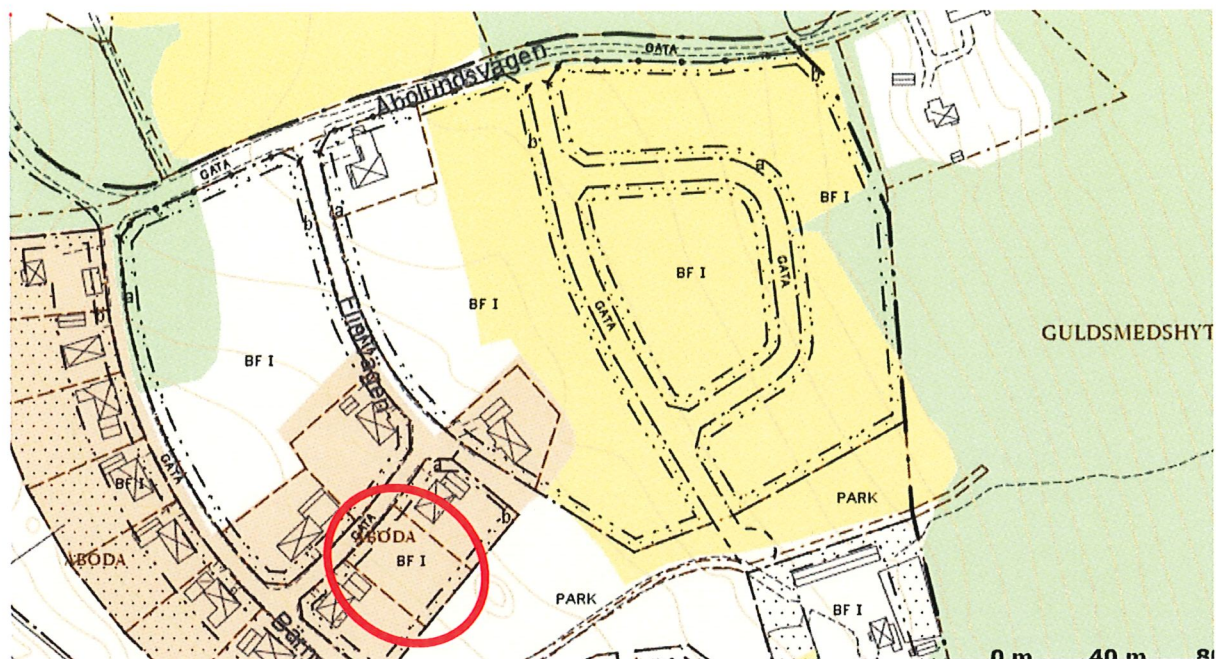 Åbolundsvägen
GATA
GATA
b
b
a
BF I
b
a
GATA
BF I
a
b
BF I
GATA
GULDSMEDSHYT
BF I
BF I
GATA
a
b
PARK
GATA
ÅBODA
BF I
ÅBODA
PARK
BF I
0 m
40 m